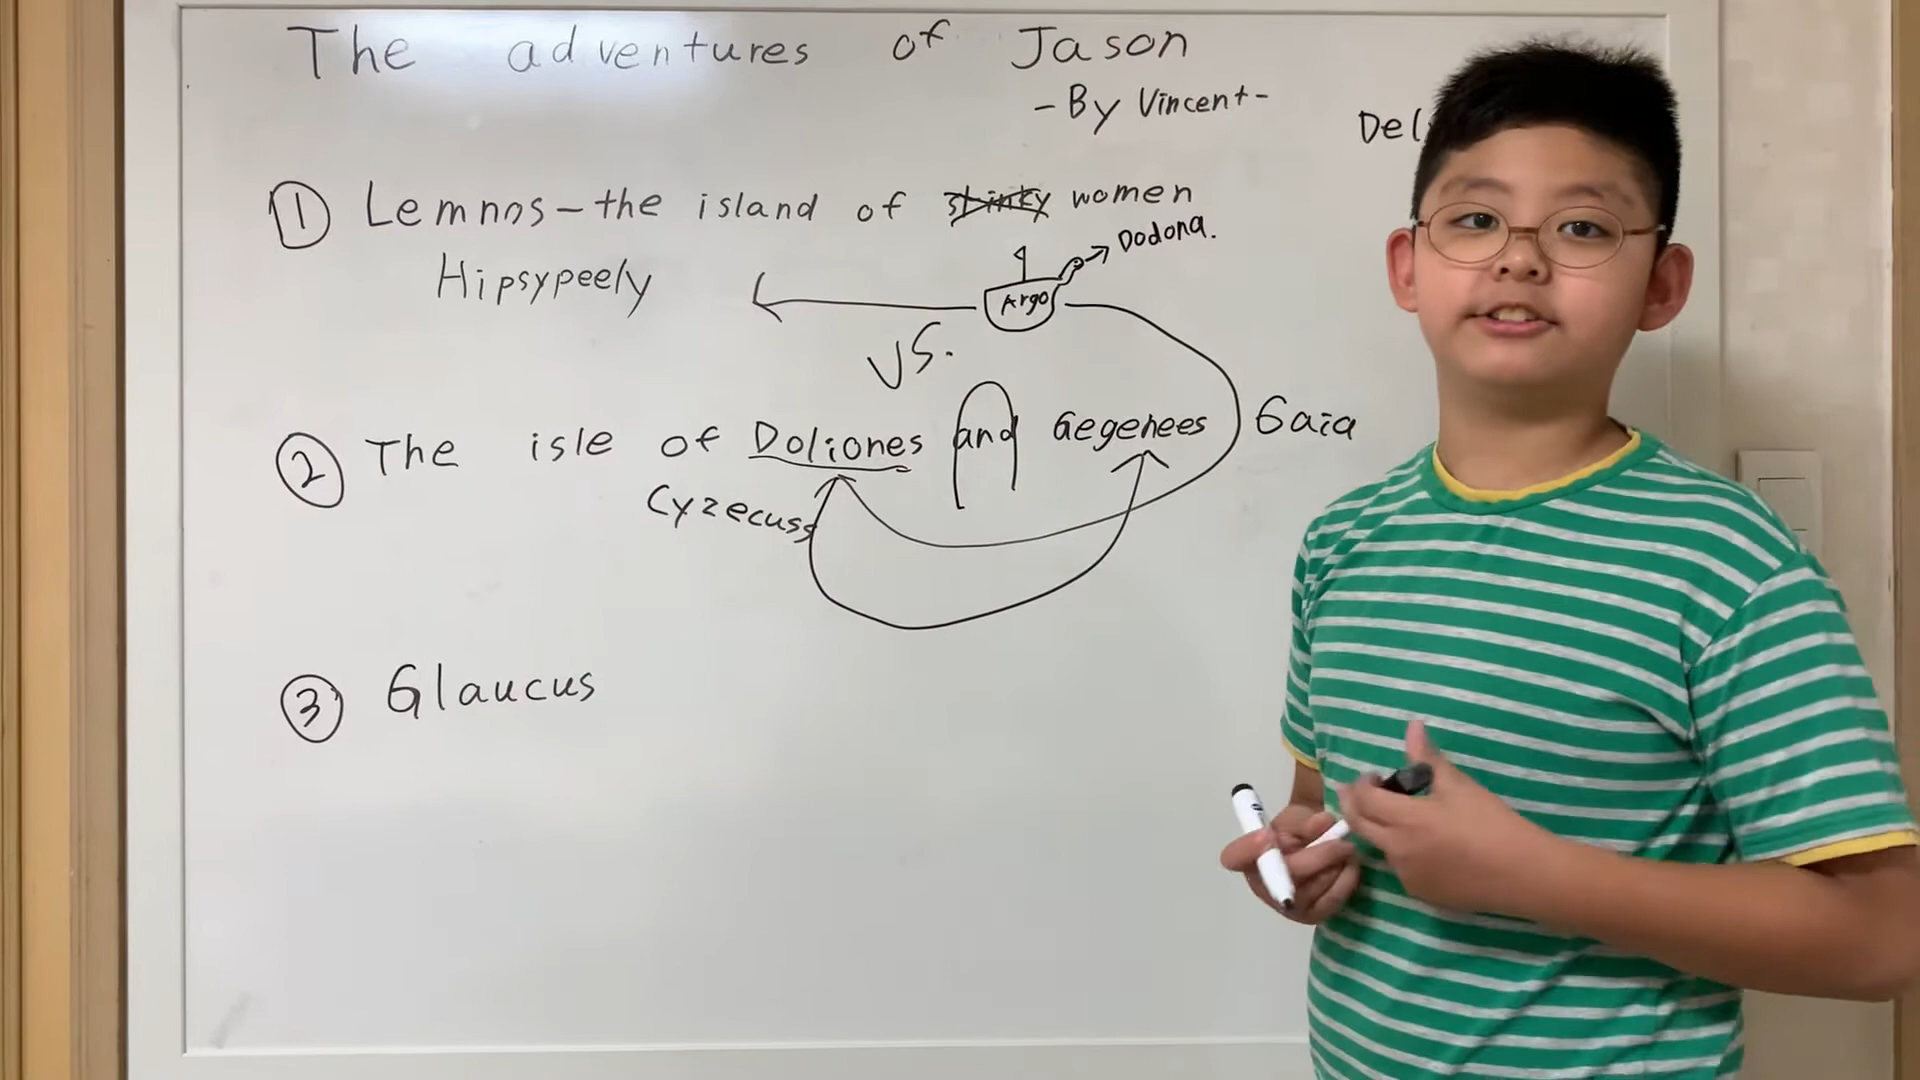 The adventures of Jason
- By Vincent -
① Lemnos - the island of stinky women
Dodona.
Hipsypeely
Argo
VS.
② The isle of Doliones and Gegenees
Gaia
Cyzecuss
③ Glaucus